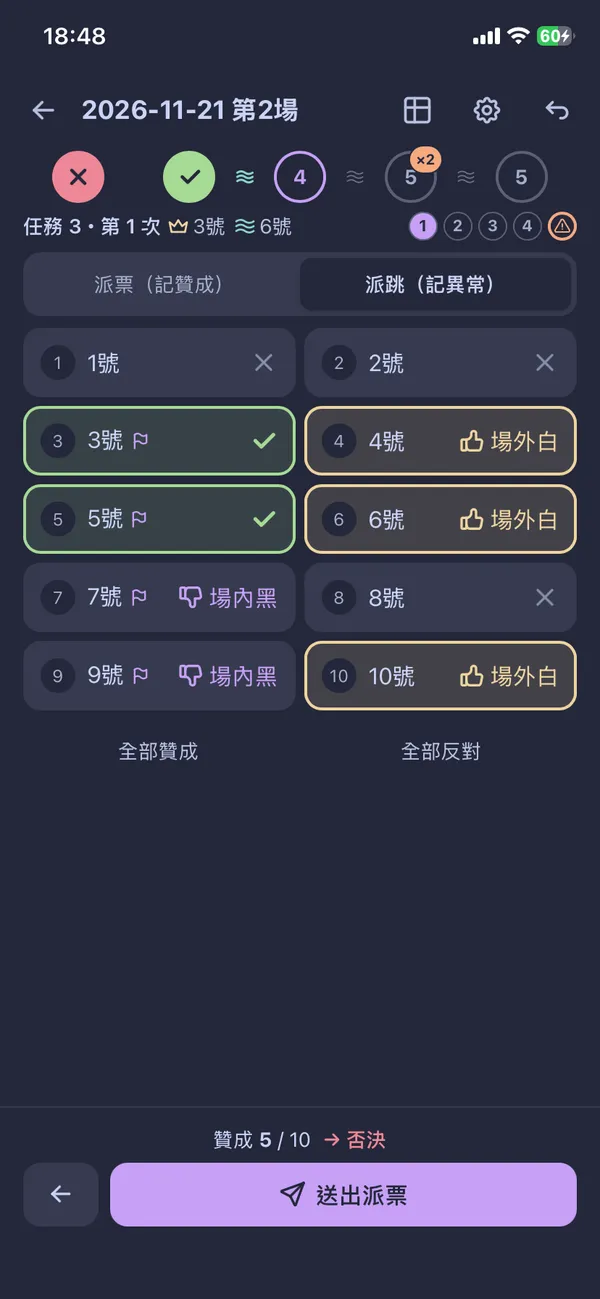 18:48
60
2026-11-21 第2場
4
5
×2
5
任務 3・第 1 次 3號 6號
1 2 3 4
派票（記贊成）
派跳（記異常）
1 1號
2 2號
3 3號
4 4號 場外白
5 5號
6 6號 場外白
7 7號 場內黑
8 8號
9 9號 場內黑
10 10號 場外白
全部贊成
全部反對
贊成 5 / 10 → 否決
送出派票